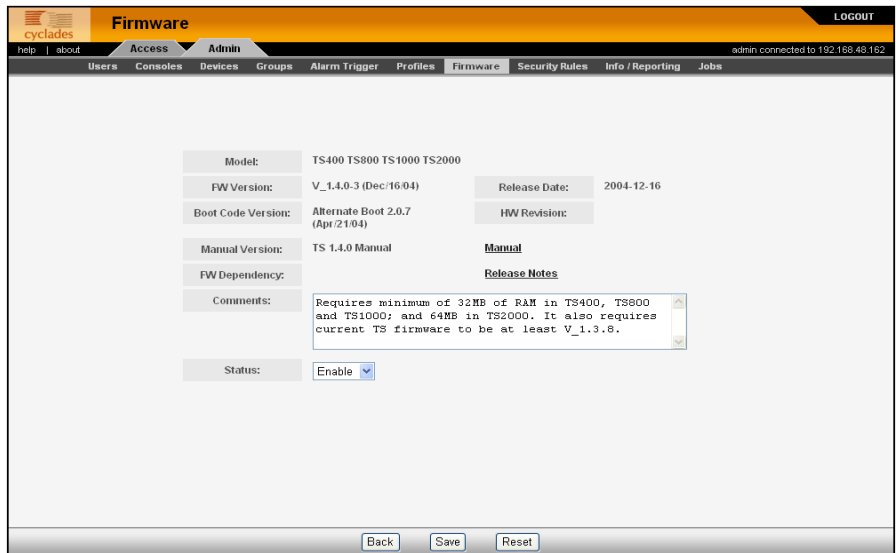 cyclades
Firmware
LOGOUT
help | about
Access
Admin
admin connected to 192.168.48.162
Users Consoles Devices Groups Alarm Trigger Profiles Firmware Security Rules Info / Reporting Jobs
Model: TS400 TS800 TS1000 TS2000
FW Version: V_1.4.0-3 (Dec/16/04) Release Date: 2004-12-16
Boot Code Version: Alternate Boot 2.0.7
(Apr/21/04)
HW Revision:
Manual Version: TS 1.4.0 Manual Manual
FW Dependency: Release Notes
Comments: Requires minimum of 32MB of RAM in TS400, TS800
and TS1000; and 64MB in TS2000. It also requires
current TS firmware to be at least V_1.3.8.
Status: Enable
Back Save Reset